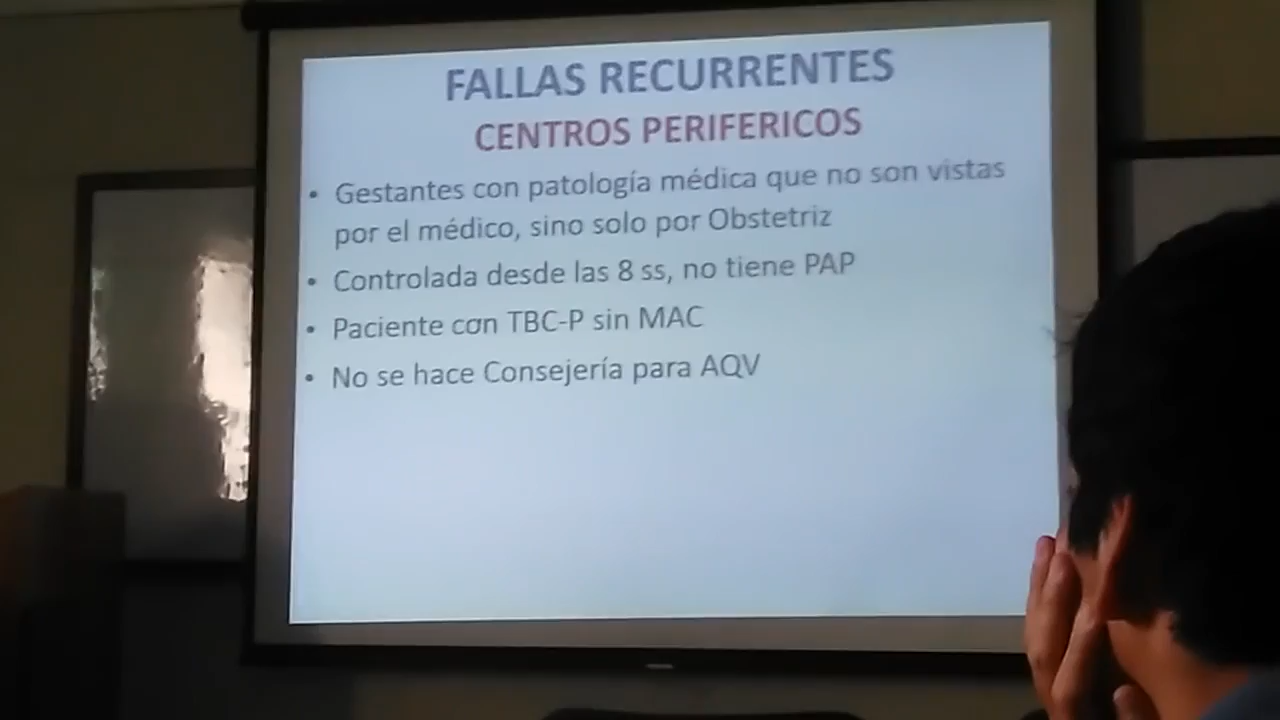 FALLAS RECURRENTES
CENTROS PERIFERICOS
• Gestantes con patología médica que no son vistas
por el médico, sino solo por Obstetriz
• Controlada desde las 8 ss, no tiene PAP
• Paciente con TBC-P sin MAC
• No se hace Consejería para AQV